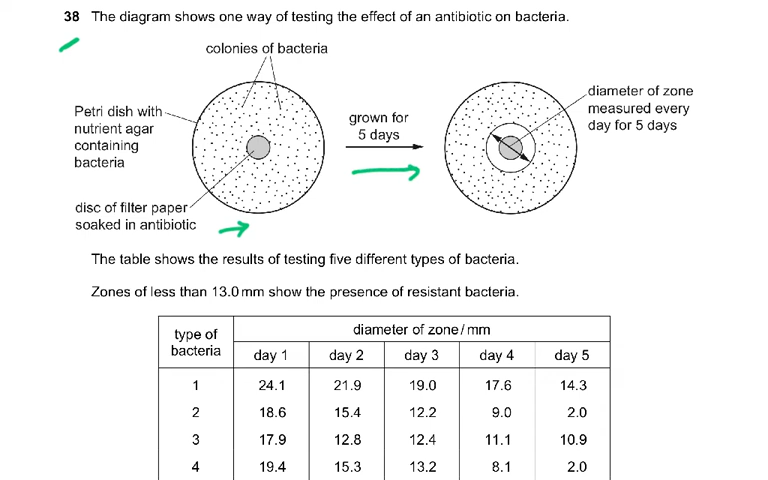 38 The diagram shows one way of testing the effect of an antibiotic on bacteria.
colonies of bacteria
Petri dish with
nutrient agar
containing
bacteria
disc of filter paper
soaked in antibiotic
grown for
5 days
diameter of zone
measured every
day for 5 days
The table shows the results of testing five different types of bacteria.
Zones of less than 13.0 mm show the presence of resistant bacteria.
type of
bacteria
diameter of zone / mm
day 1 day 2 day 3 day 4 day 5
1 24.1 21.9 19.0 17.6 14.3
2 18.6 15.4 12.2 9.0 2.0
3 17.9 12.8 12.4 11.1 10.9
4 19.4 15.3 13.2 8.1 2.0